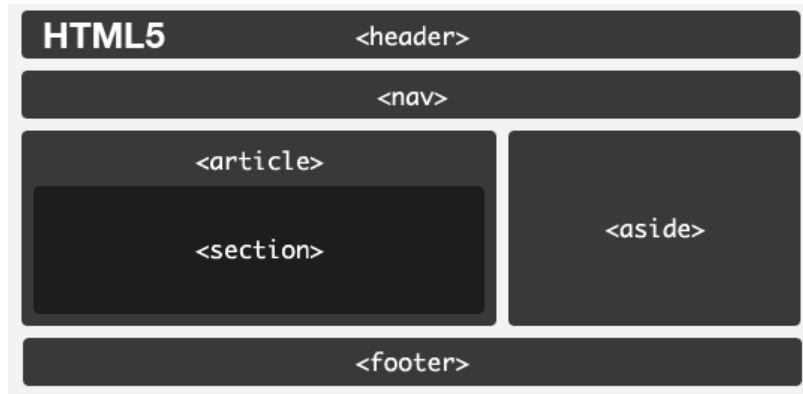 HTML5 <header>
<nav>
<article>
<section>
<aside>
<footer>